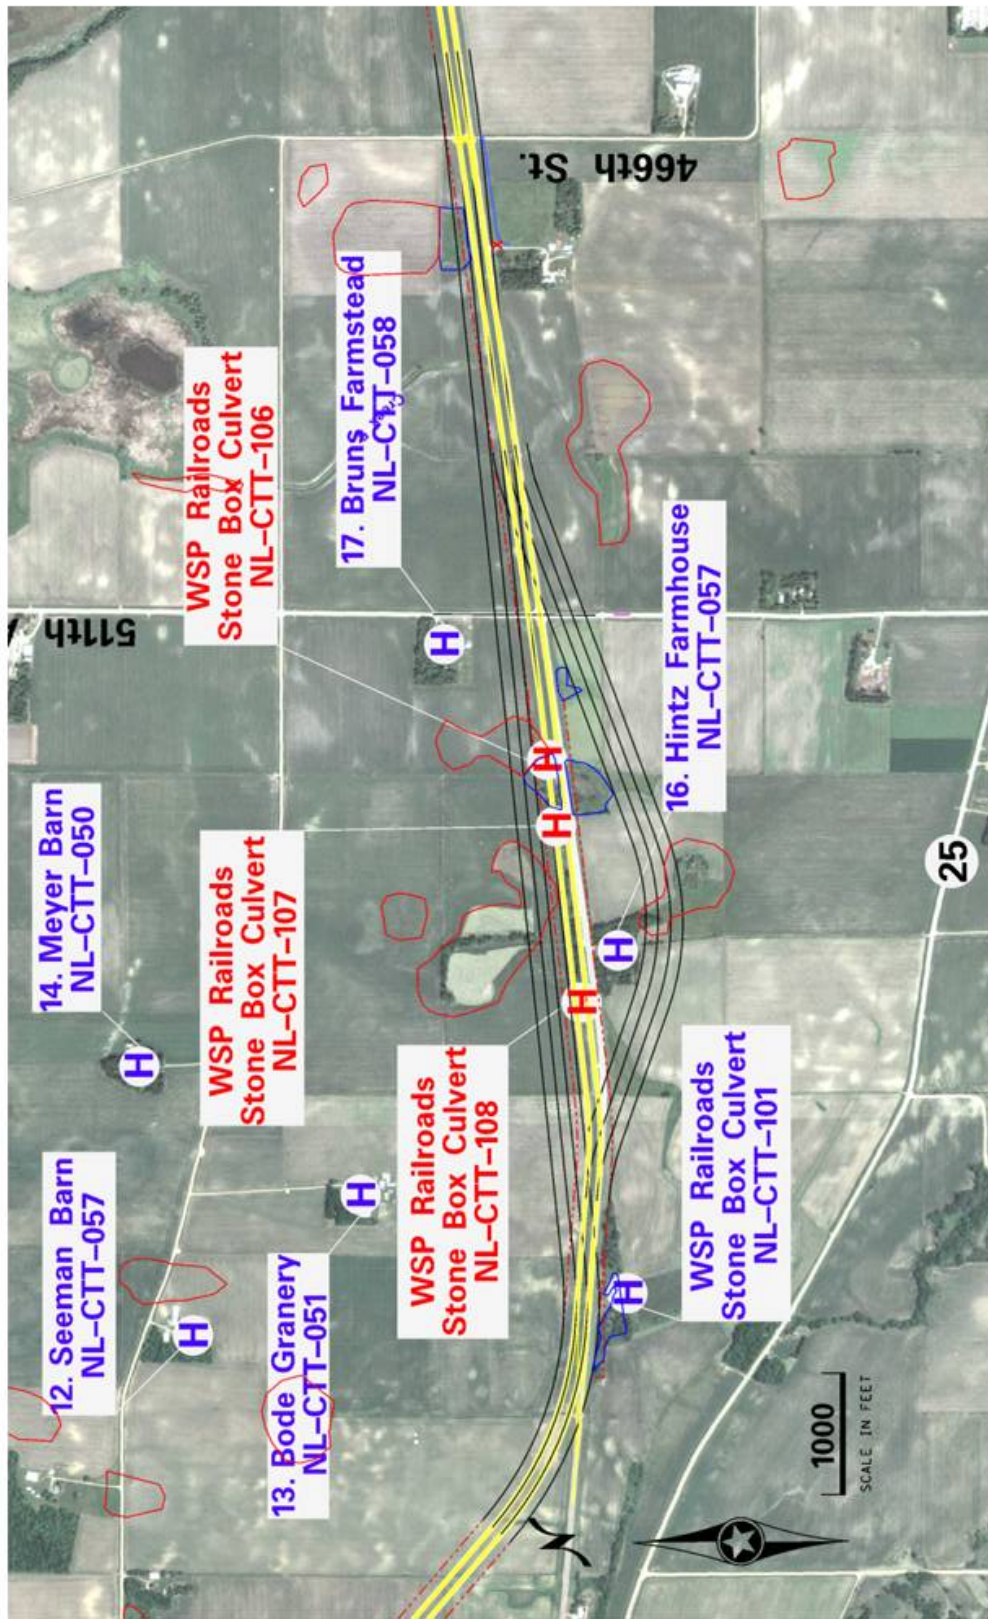 466th St.
17. Bruns Farmstead
NL–CTT–058
WSP Railroads
Stone Box Culvert
NL–CTT–106
511th
16. Hintz Farmhouse
NL–CTT–057
14. Meyer Barn
NL–CTT–050
WSP Railroads
Stone Box Culvert
NL–CTT–107
WSP Railroads
Stone Box Culvert
NL–CTT–108
WSP Railroads
Stone Box Culvert
NL–CTT–101
12. Seeman Barn
NL–CTT–057
13. Bode Granery
NL–CTT–051
H
H
H
H
H
H
H
H
H
25
N
1000
SCALE IN FEET